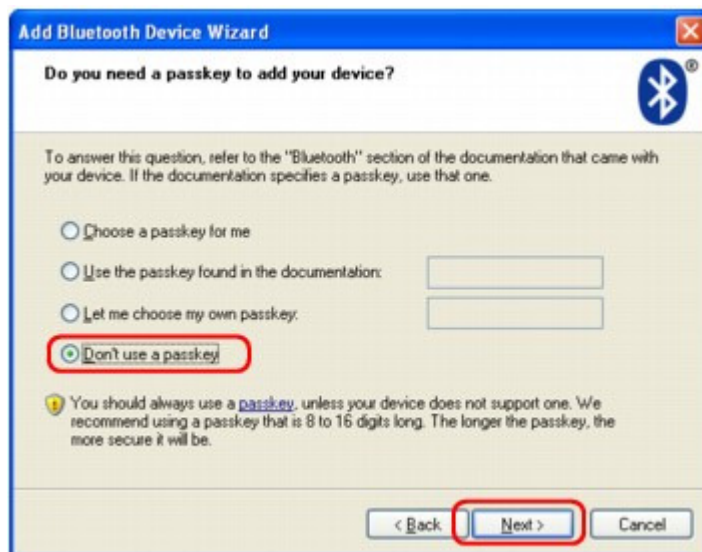 Add Bluetooth Device Wizard
Do you need a passkey to add your device?
®
To answer this question, refer to the "Bluetooth" section of the documentation that came with
your device. If the documentation specifies a passkey, use that one.
Choose a passkey for me
Use the passkey found in the documentation:
Let me choose my own passkey:
Don't use a passkey
You should always use a passkey, unless your device does not support one. We
recommend using a passkey that is 8 to 16 digits long. The longer the passkey, the
more secure it will be.
< Back Next > Cancel